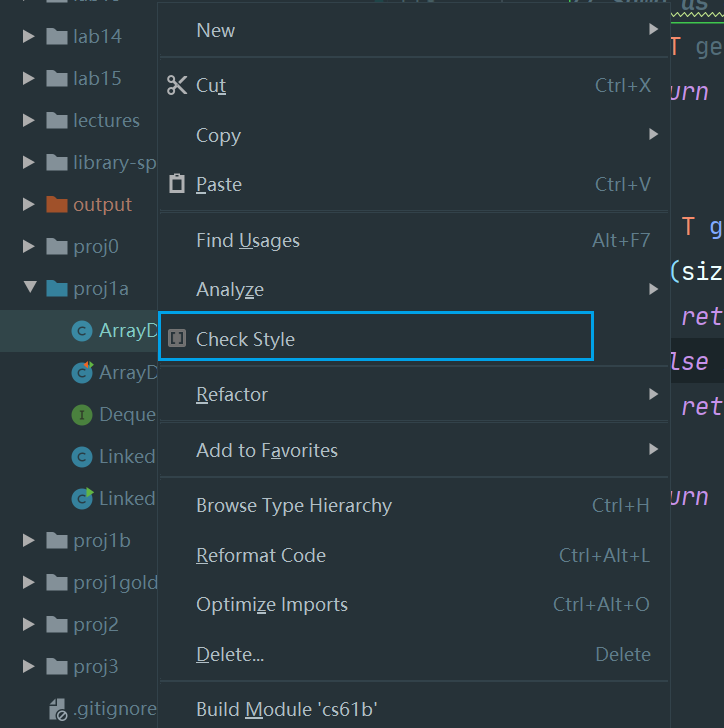 lab14
lab15
lectures
library-sp
output
proj0
proj1a
ArrayD
ArrayD
Deque
Linked
Linked
proj1b
proj1gold
proj2
proj3
.gitignore
New
Cut Ctrl+X
Copy
Paste Ctrl+V
Find Usages Alt+F7
Analyze
Check Style
Refactor
Add to Favorites
Browse Type Hierarchy Ctrl+H
Reformat Code Ctrl+Alt+L
Optimize Imports Ctrl+Alt+O
Delete... Delete
Build Module 'cs61b'
T ge
urn
T g
(siz
ret
lse
ret
urn